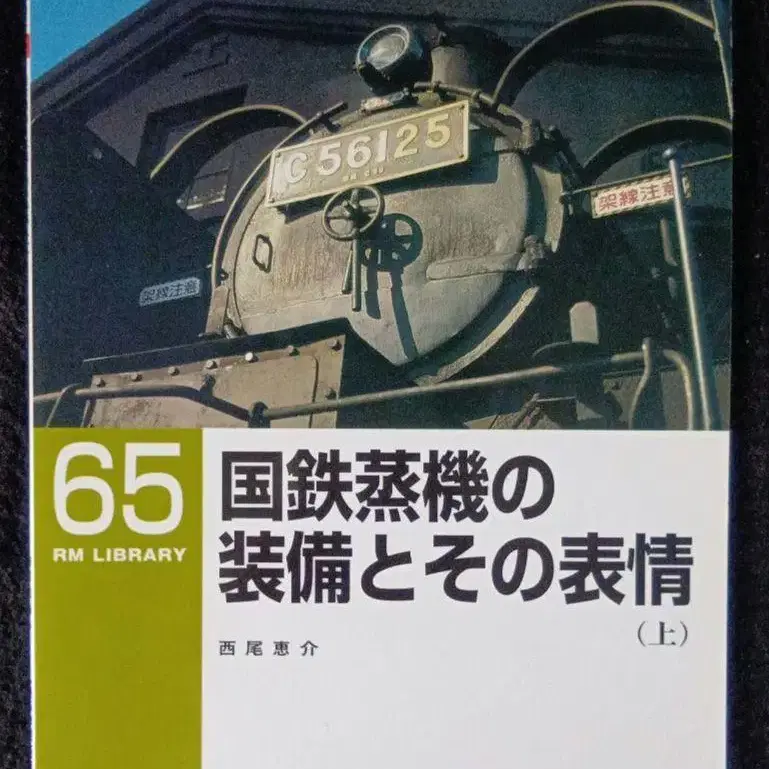 C56125
架線注意
架線注意
65
RM LIBRARY
国鉄蒸機の
装備とその表情
(上)
西尾恵介